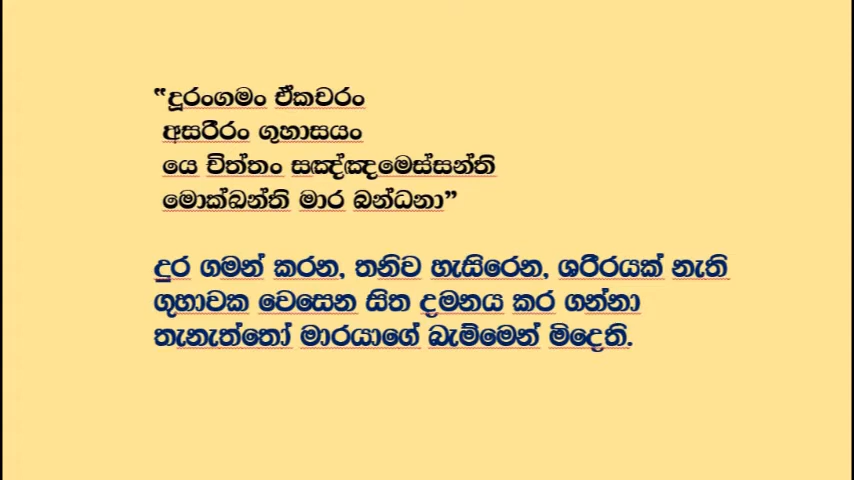 “දූරංගමං ඒකචරං
අසරීරං ගුහාසයං
යෙ චිත්තං සඤ්ඤමෙස්සන්ති
මොක්ඛන්ති මාර බන්ධනා”
දුර ගමන් කරන, තනිව හැසිරෙන, ශරීරයක් නැති
ගුහාවක වෙසෙන සිත දමනය කර ගන්නා
තැනැත්තෝ මාරයාගේ බැම්මෙන් මිදෙති.